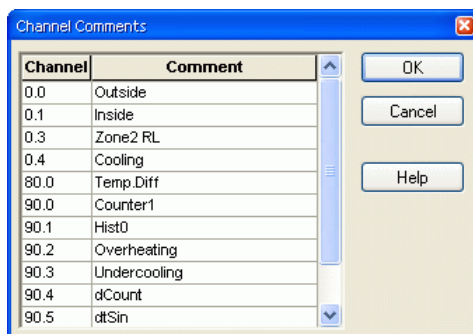 Channel Comments
Channel Comment
0.0 Outside
0.1 Inside
0.3 Zone2 RL
0.4 Cooling
80.0 Temp.Diff
90.0 Counter1
90.1 Hist0
90.2 Overheating
90.3 Undercooling
90.4 dCount
90.5 dtSin
OK
Cancel
Help